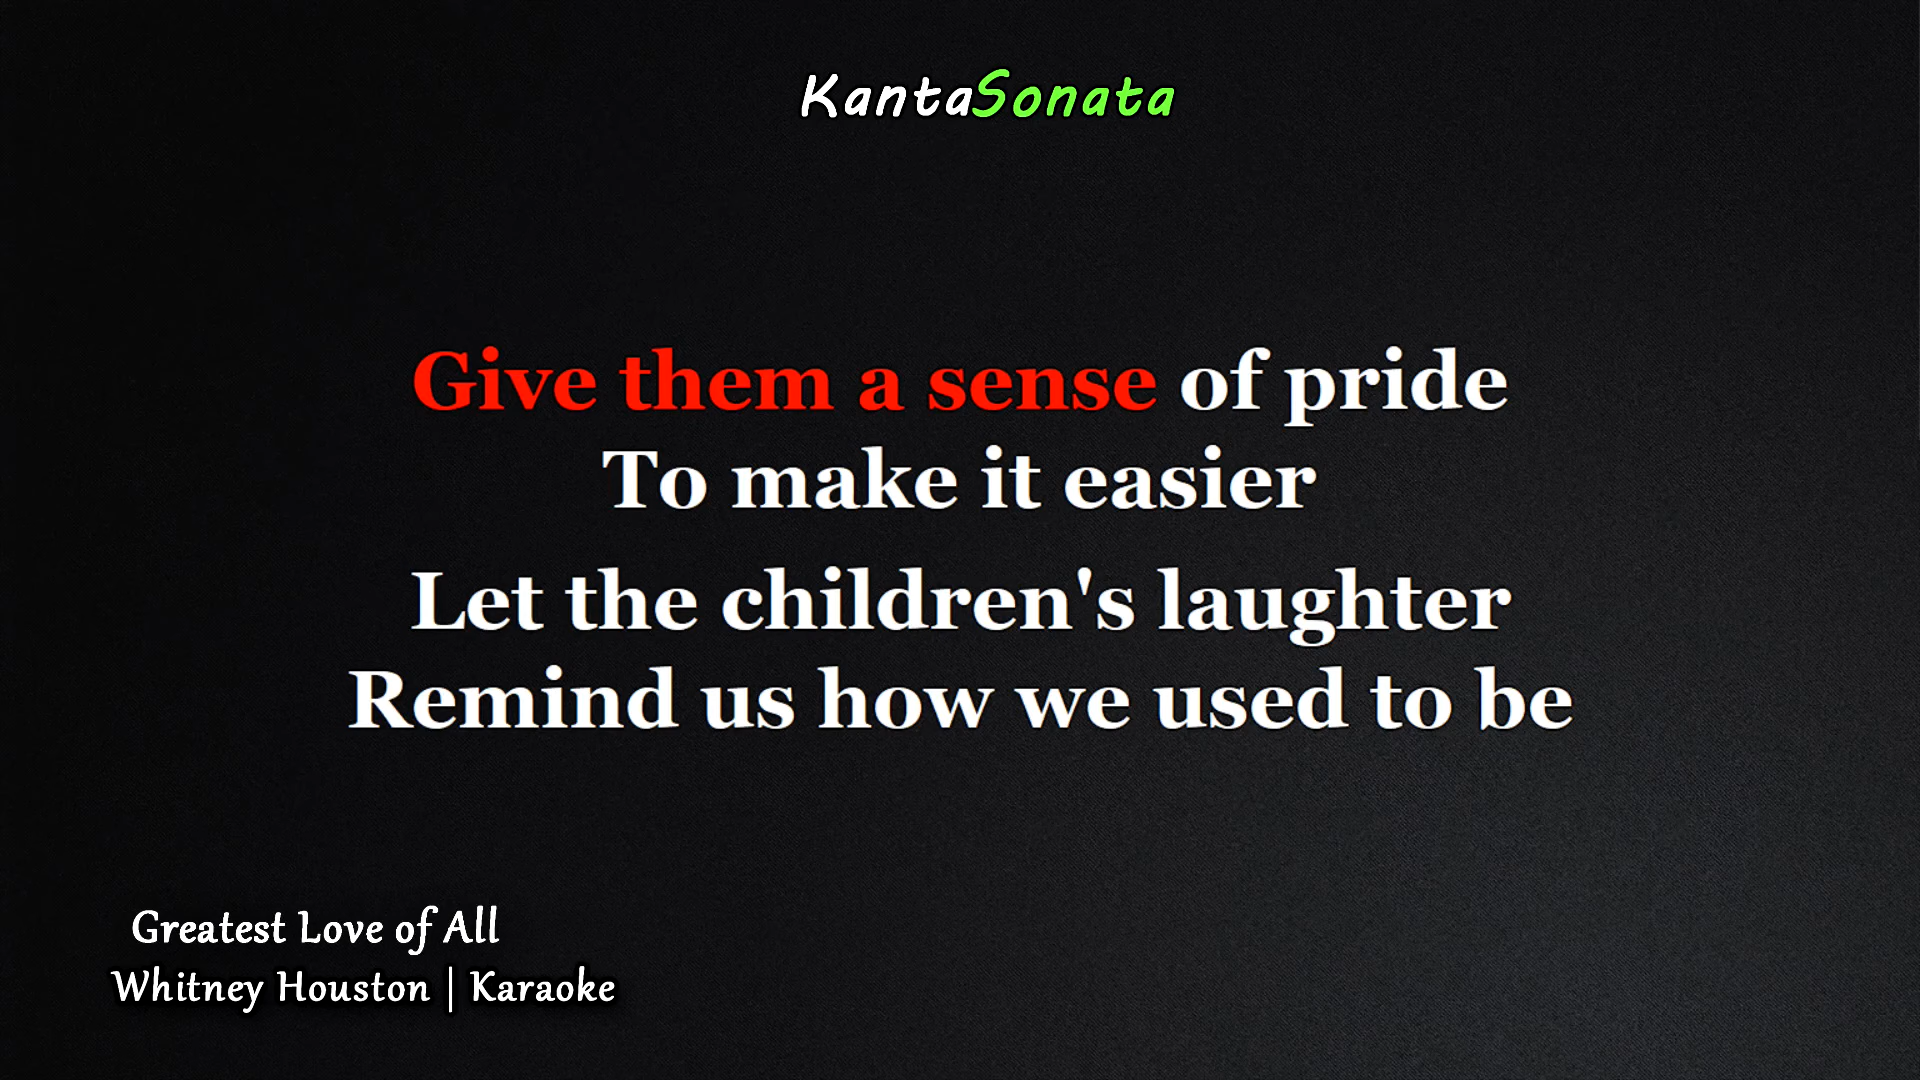 KantaSonata
Give them a sense of pride
To make it easier
Let the children's laughter
Remind us how we used to be
Greatest Love of All
Whitney Houston | Karaoke